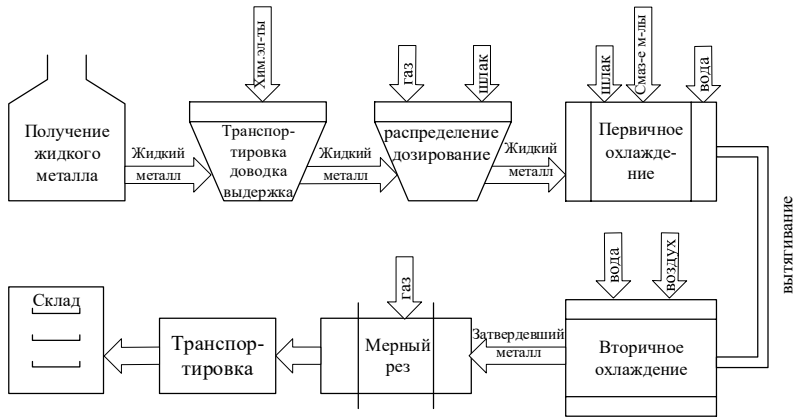 Хим.эл-ты
газ
шлак
шлак
Смаз-е м-лы
вода
Получение
жидкого
металла
Жидкий
металл
Транспор-
тировка
доводка
выдержка
Жидкий
металл
распределение
дозирование
Жидкий
металл
Первичное
охлажде-
ние
вытягивание
Склад
Транспор-
тировка
газ
Мерный
рез
Затвердевший
металл
вода
воздух
Вторичное
охлаждение